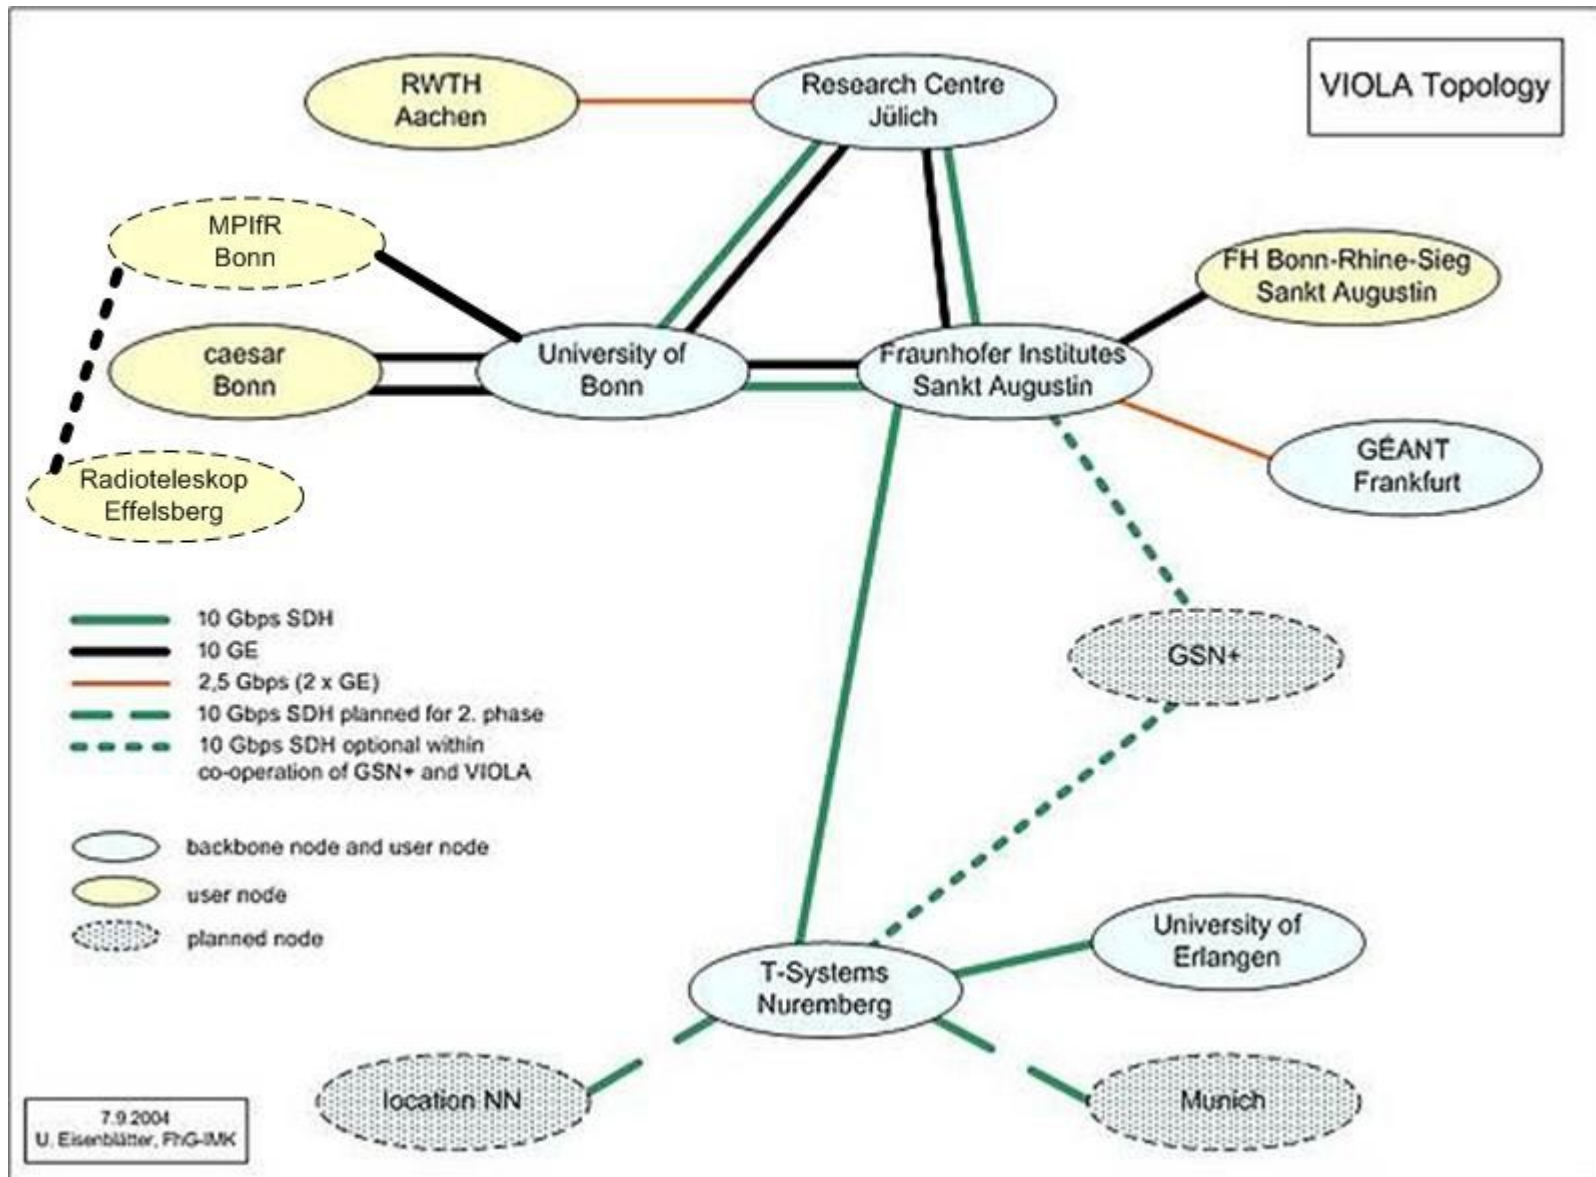 RWTH
Aachen
Research Centre
Jülich
VIOLA Topology
MPIfR
Bonn
FH Bonn-Rhine-Sieg
Sankt Augustin
caesar
Bonn
University of
Bonn
Fraunhofer Institutes
Sankt Augustin
GÉANT
Frankfurt
Radioteleskop
Effelsberg
10 Gbps SDH
10 GE
2,5 Gbps (2 x GE)
10 Gbps SDH planned for 2. phase
10 Gbps SDH optional within
co-operation of GSN+ and VIOLA
GSN+
backbone node and user node
user node
planned node
University of
Erlangen
T-Systems
Nuremberg
location NN
Munich
7.9.2004
U. Eisenblätter, FhG-IMK